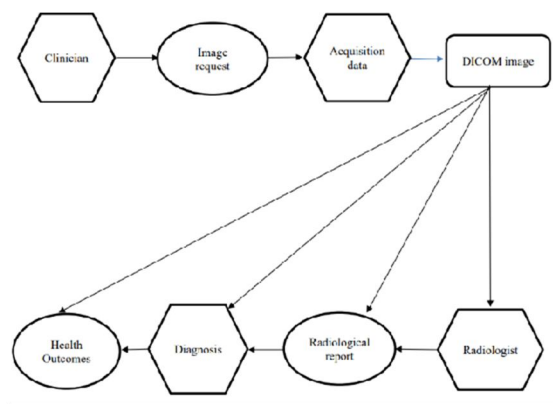 Clinician
Image
request
Acquisition
data
DICOM image
Health
Outcomes
Diagnosis
Radiological
report
Radiologist